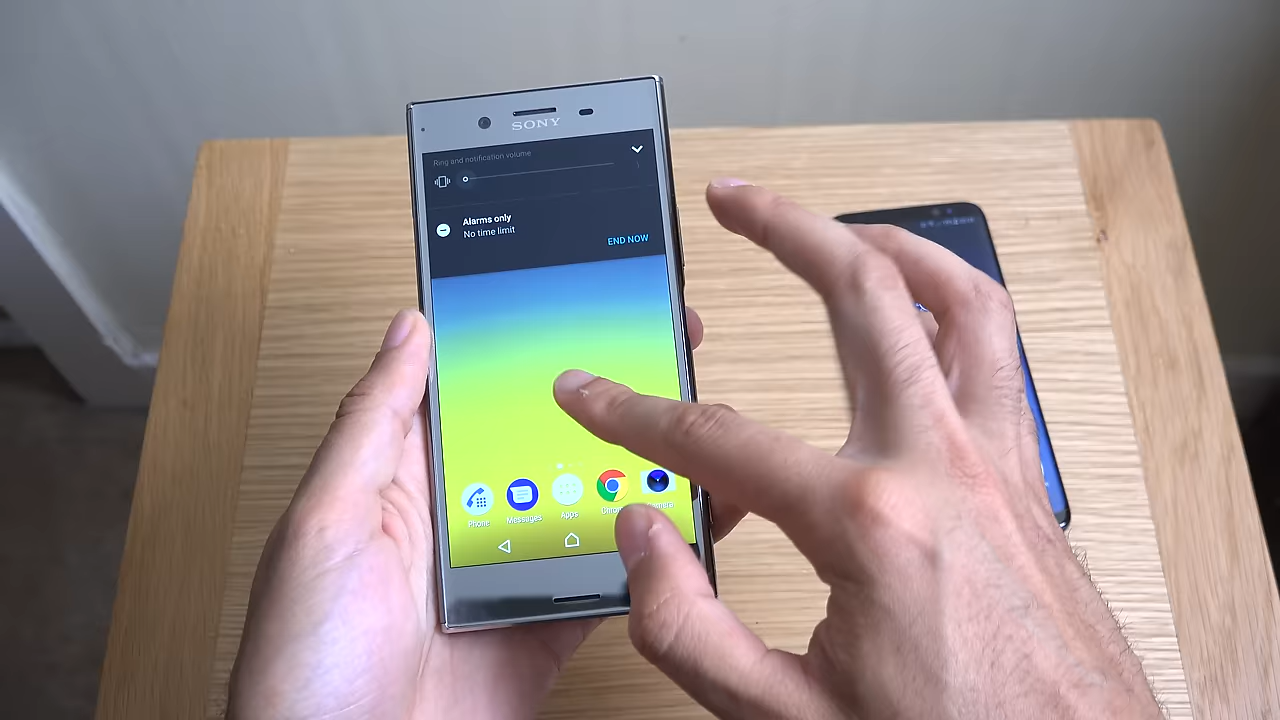 SONY
Ring and notification volume
Alarms only
No time limit
END NOW
Phone
Messages
Apps